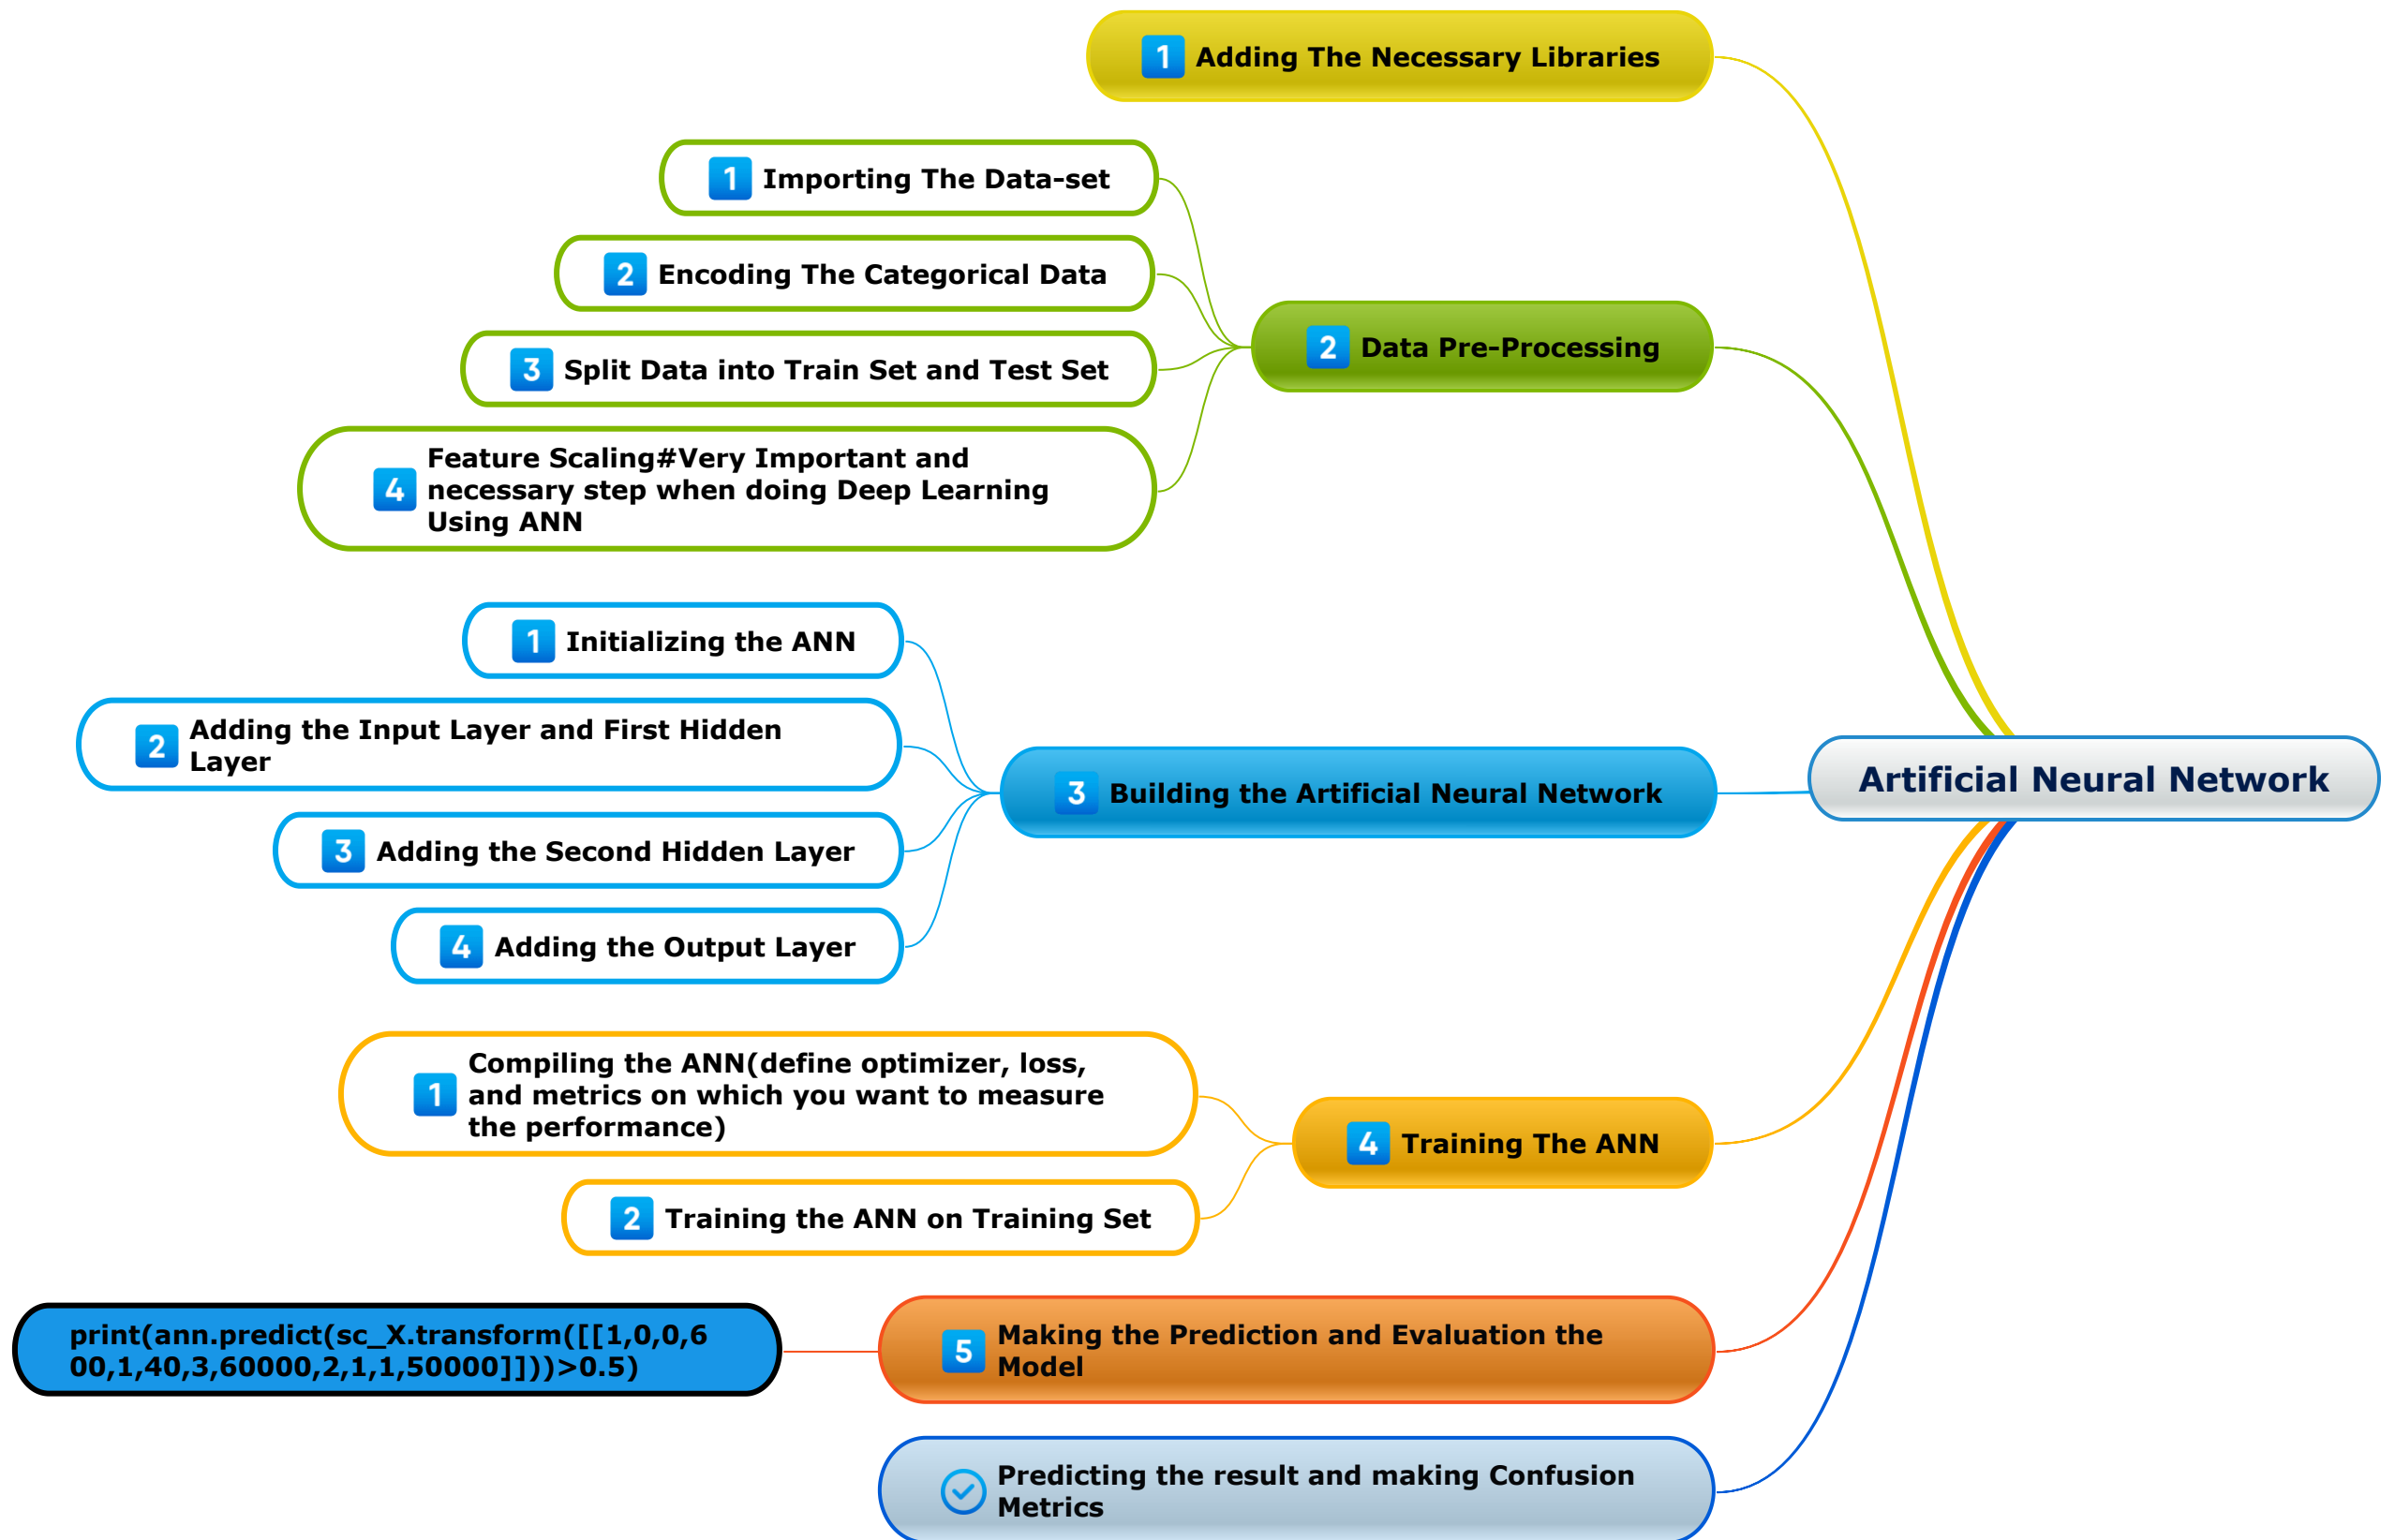 1 Adding The Necessary Libraries
1 Importing The Data-set
2 Encoding The Categorical Data
3 Split Data into Train Set and Test Set
4 Feature Scaling#Very Important and
necessary step when doing Deep Learning
Using ANN
2 Data Pre-Processing
1 Initializing the ANN
2 Adding the Input Layer and First Hidden
Layer
3 Adding the Second Hidden Layer
4 Adding the Output Layer
3 Building the Artificial Neural Network
Artificial Neural Network
1 Compiling the ANN(define optimizer, loss,
and metrics on which you want to measure
the performance)
2 Training the ANN on Training Set
4 Training The ANN
print(ann.predict(sc_X.transform([[1,0,0,6
00,1,40,3,60000,2,1,1,50000]]))>0.5)
5 Making the Prediction and Evaluation the
Model
Predicting the result and making Confusion
Metrics